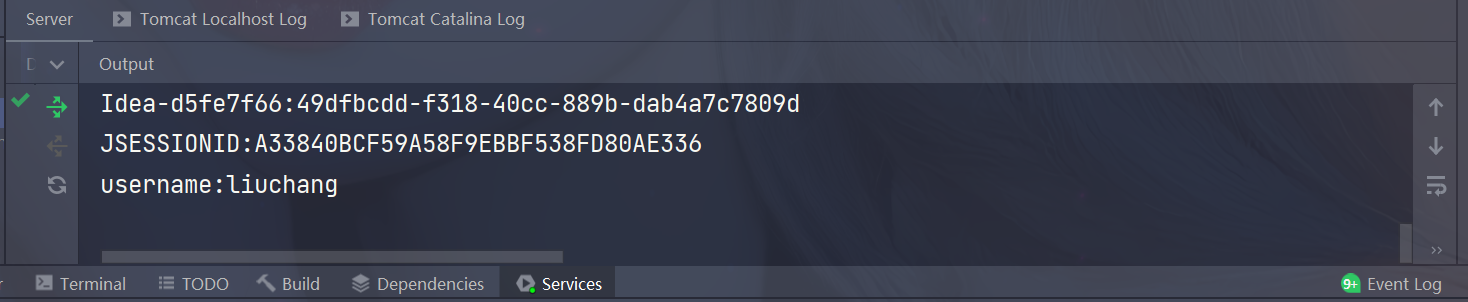 Server Tomcat Localhost Log Tomcat Catalina Log
Output
Idea-d5fe7f66:49dfbcdd-f318-40cc-889b-dab4a7c7809d
JSESSIONID:A33840BCF59A58F9EBBF538FD80AE336
username:liuchang
Terminal TODO Build Dependencies Services 9+ Event Log